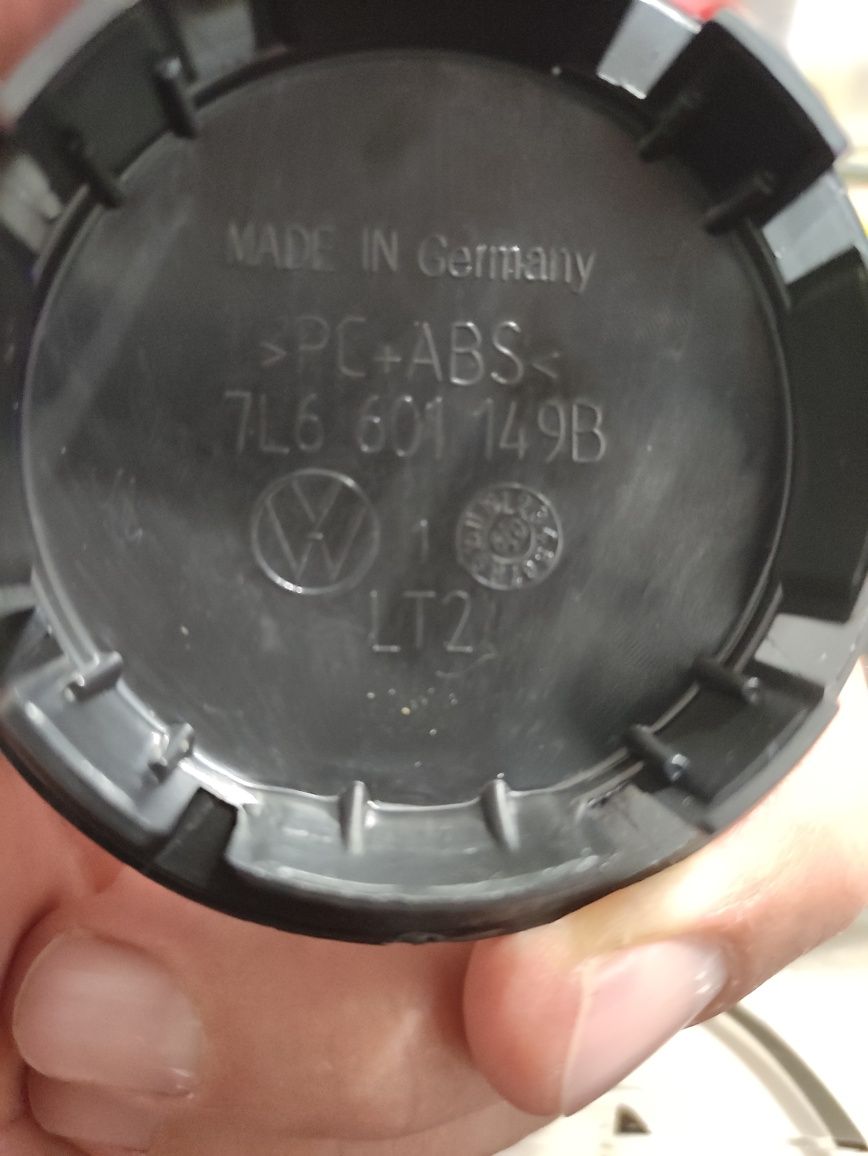 MADE IN Germany
>PC+ABS<
7L6 601 149B
1
LT2